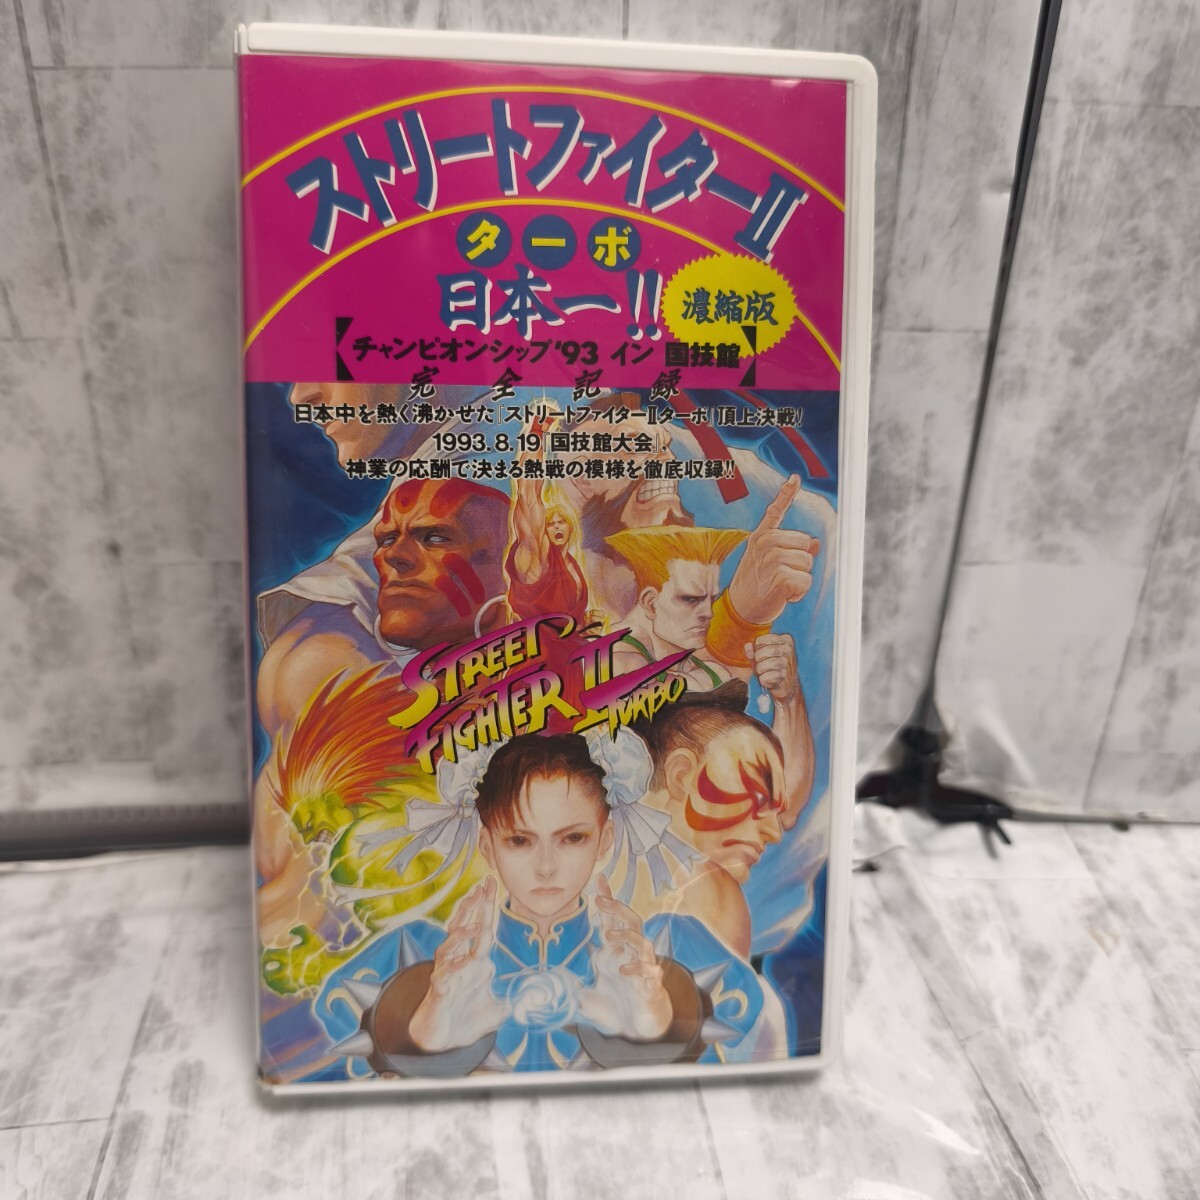 ストリートファイターII
ターボ
日本一!!
濃縮版
【チャンピオンシップ'93 イン 国技館】
完全記録
日本中を熱く沸かせた『ストリートファイターIIターボ』頂上決戦!
1993.8.19『国技館大会』.
神業の応酬で決まる熱戦の模様を徹底収録!!
STREET
FIGHTER II
TURBO